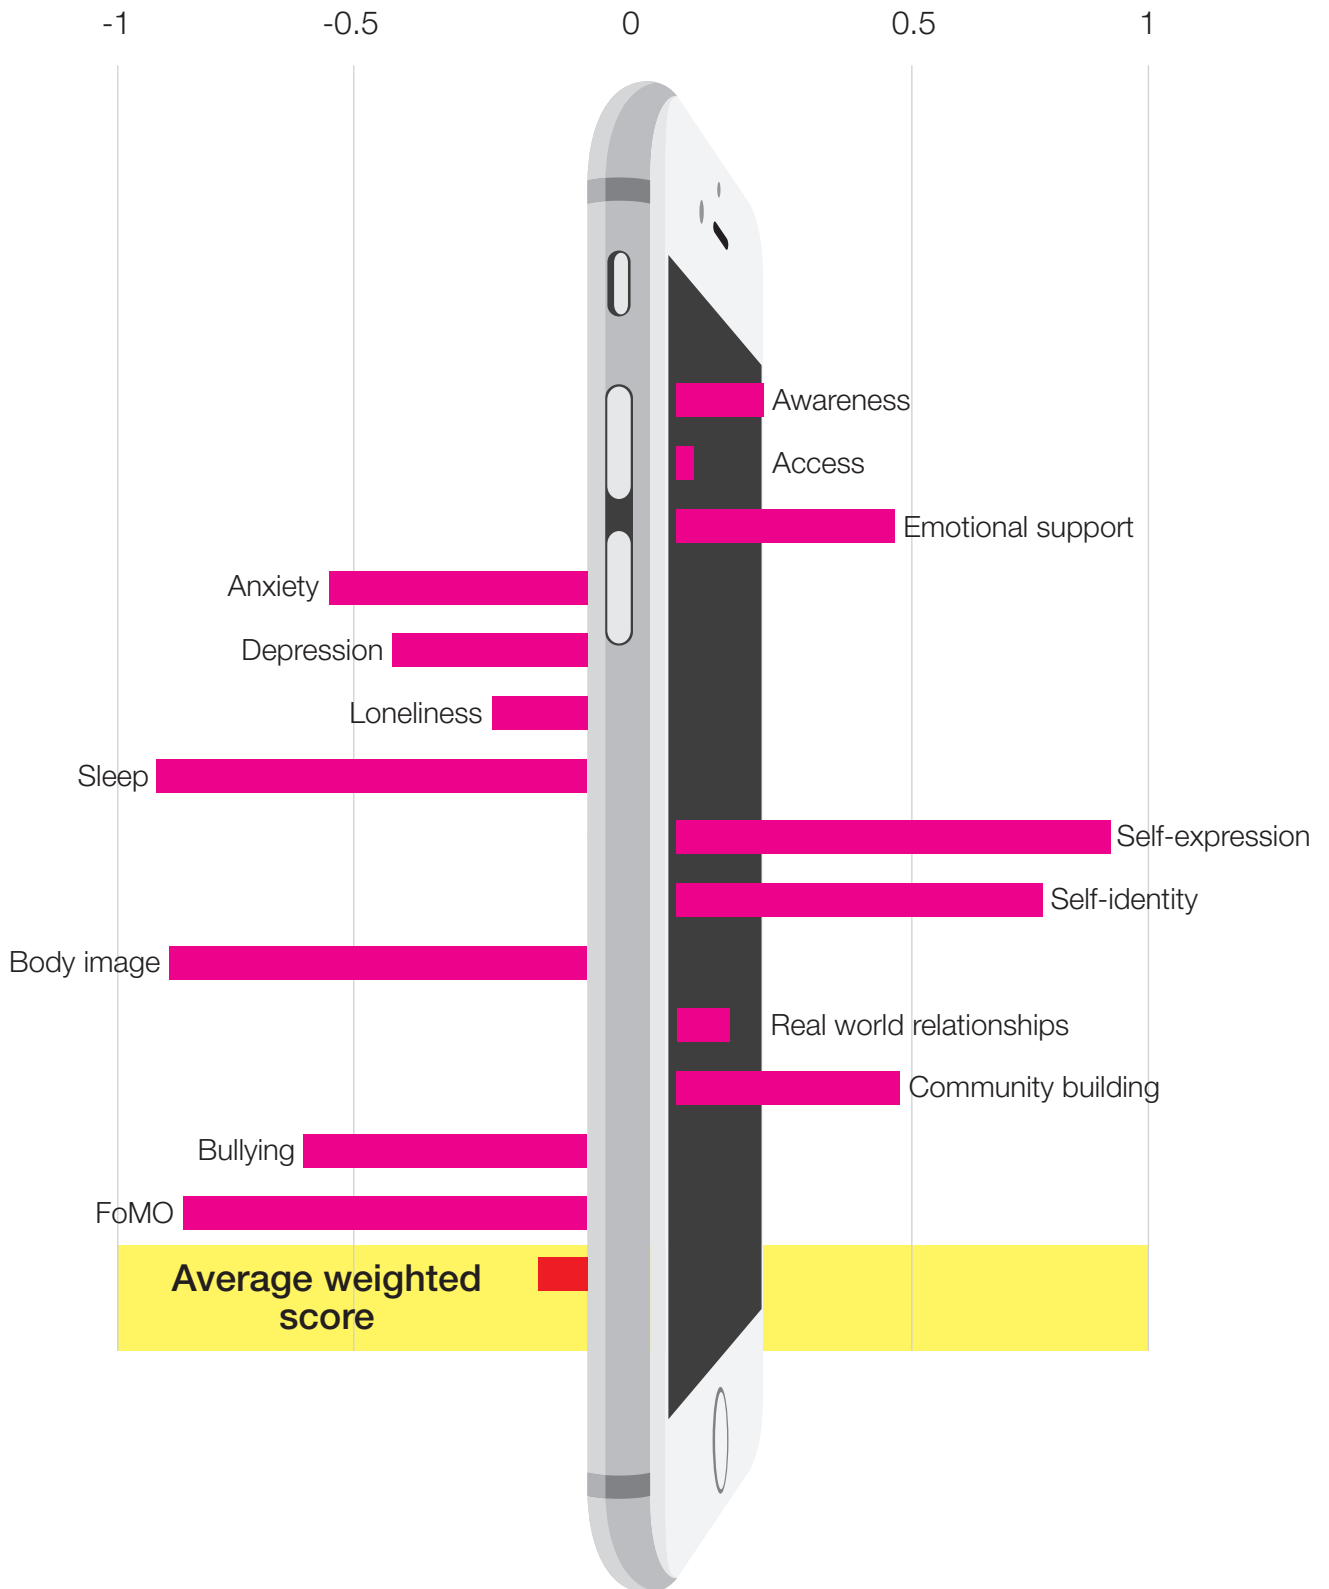 -1 -0.5 0 0.5 1
Awareness
Access
Emotional support
Anxiety
Depression
Loneliness
Sleep
Self-expression
Self-identity
Body image
Real world relationships
Community building
Bullying
FoMO
Average weighted
score